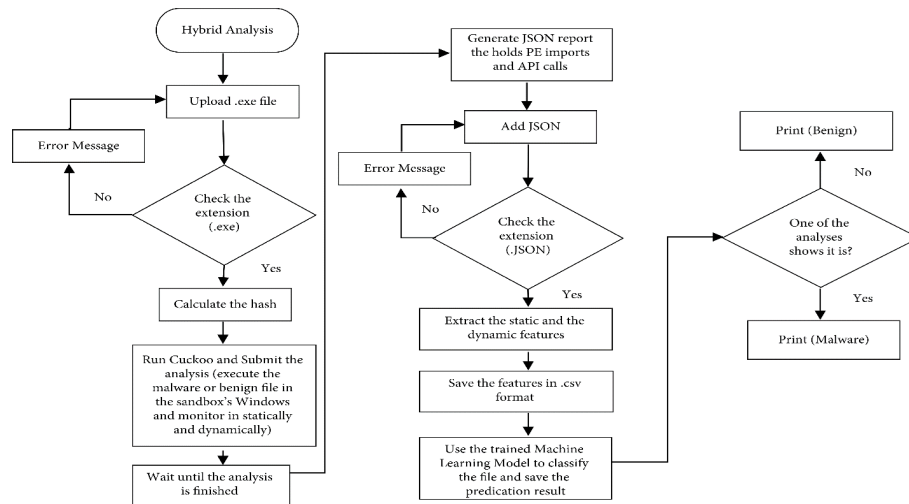 Hybrid Analysis
Upload .exe file
Error Message
No
Check the
extension
(.exe)
Yes
Calculate the hash
Run Cuckoo and Submit the
analysis (execute the
malware or benign file in
the sandbox's Windows
and monitor in statically
and dynamically)
Wait until the analysis
is finished
Generate JSON report
the holds PE imports
and API calls
Add JSON
Error Message
No
Check the
extension
(.JSON)
Yes
Extract the static and the
dynamic features
Save the features in .csv
format
Use the trained Machine
Learning Model to classify
the file and save the
predication result
Print (Benign)
No
One of the
analyses
shows it is?
Yes
Print (Malware)